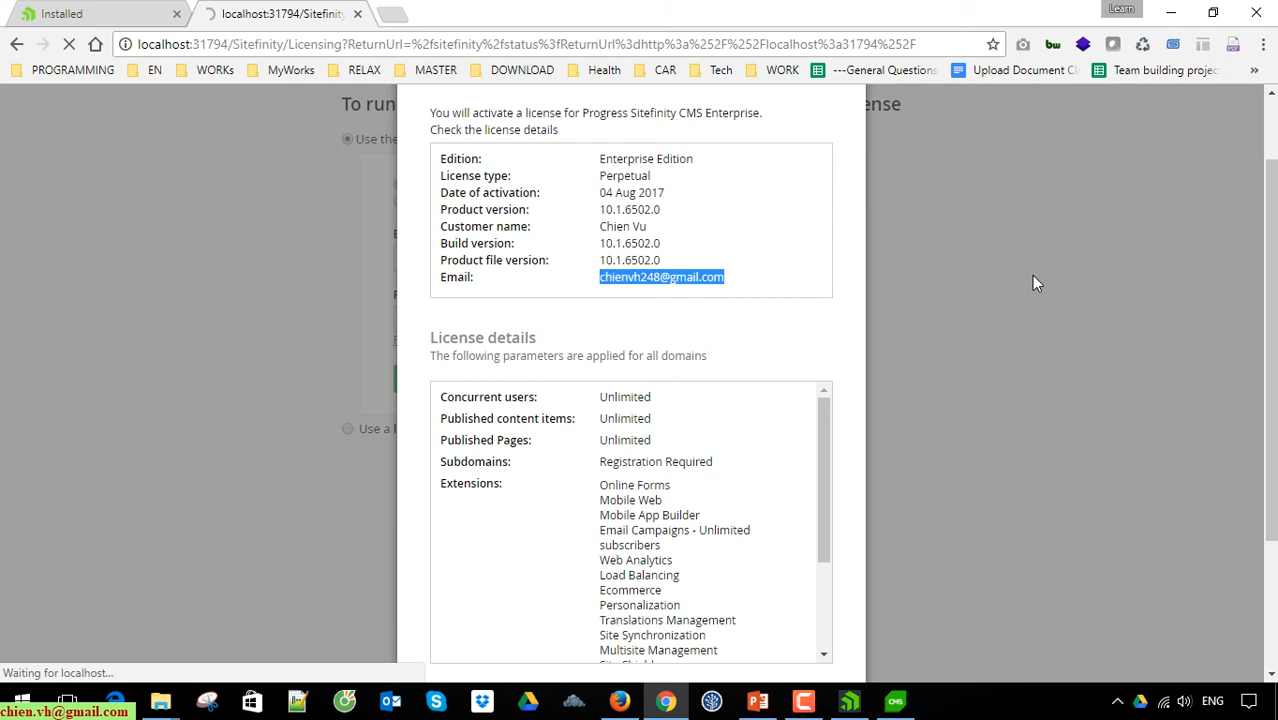 Installed
localhost:31794/Sitefinity
Learn
localhost:31794/Sitefinity/Licensing?ReturnUrl=%2fsitefinity%2fstatus%3fReturnUrl%3dhttp%3a%252F%252Flocalhost%3a31794%252F
PROGRAMMING EN WORKs MyWorks RELAX MASTER DOWNLOAD Health CAR Tech WORK ---General Questions Upload Document Cl Team building projec
To run
ense
You will activate a license for Progress Sitefinity CMS Enterprise.
Check the license details
Use the
Edition: Enterprise Edition
License type: Perpetual
Date of activation: 04 Aug 2017
Product version: 10.1.6502.0
Customer name: Chien Vu
Build version: 10.1.6502.0
Product file version: 10.1.6502.0
Email: chienvh248@gmail.com
License details
The following parameters are applied for all domains
Concurrent users: Unlimited
Published content items: Unlimited
Use a l
Published Pages: Unlimited
Subdomains: Registration Required
Extensions: Online Forms
Mobile Web
Mobile App Builder
Email Campaigns - Unlimited
subscribers
Web Analytics
Load Balancing
Ecommerce
Personalization
Translations Management
Site Synchronization
Multisite Management
Waiting for localhost...
CMS
ENG
chien.vh@gmail.com